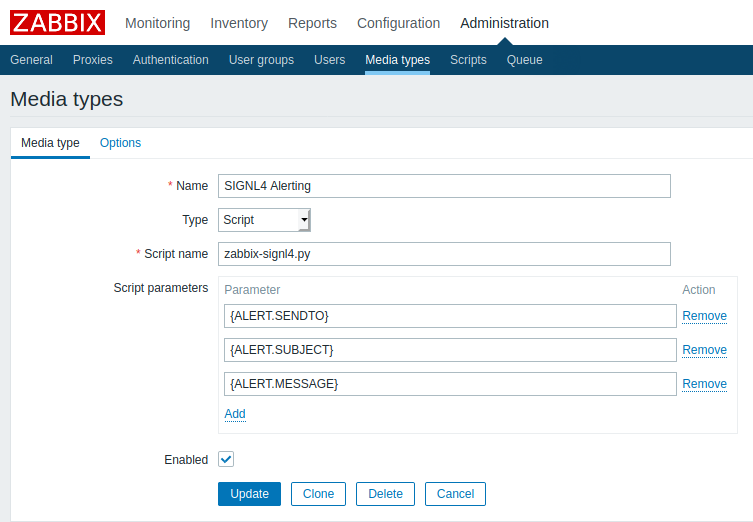 ZABBIX Monitoring Inventory Reports Configuration Administration
General Proxies Authentication User groups Users Media types Scripts Queue
Media types
Media type Options
* Name SIGNL4 Alerting
Type Script
* Script name zabbix-signl4.py
Script parameters Parameter Action
{ALERT.SENDTO} Remove
{ALERT.SUBJECT} Remove
{ALERT.MESSAGE} Remove
Add
Enabled
Update Clone Delete Cancel